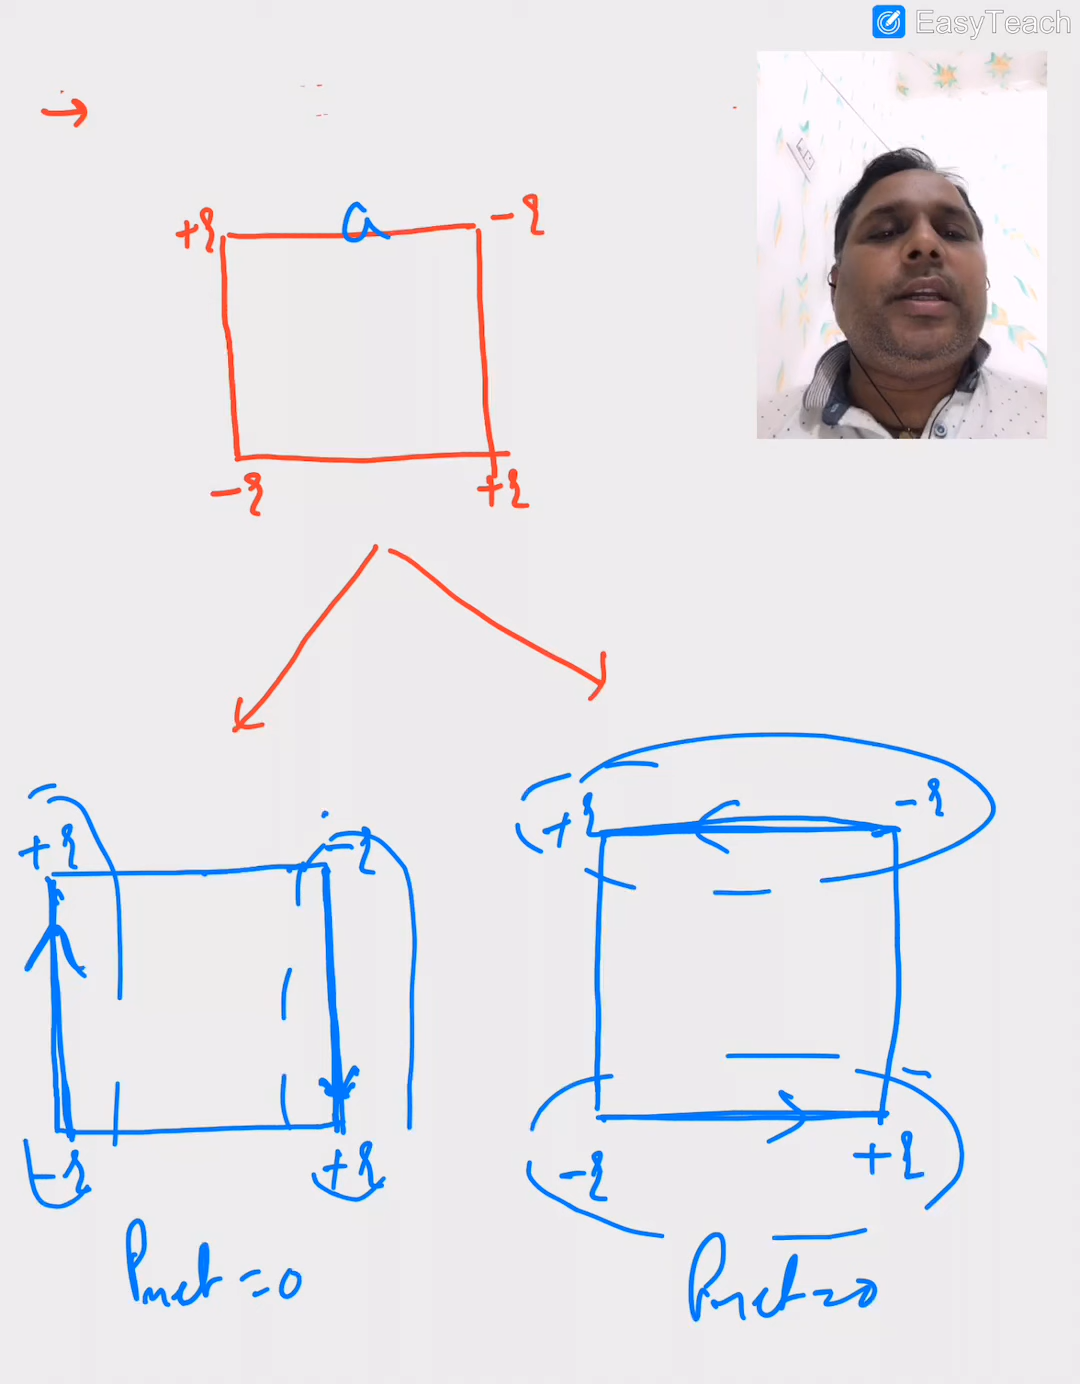 EasyTeach
+q a -q
-q +q
+q -q
-q +q
+q -q
-q +q
Pnet = 0
Pnet = 0